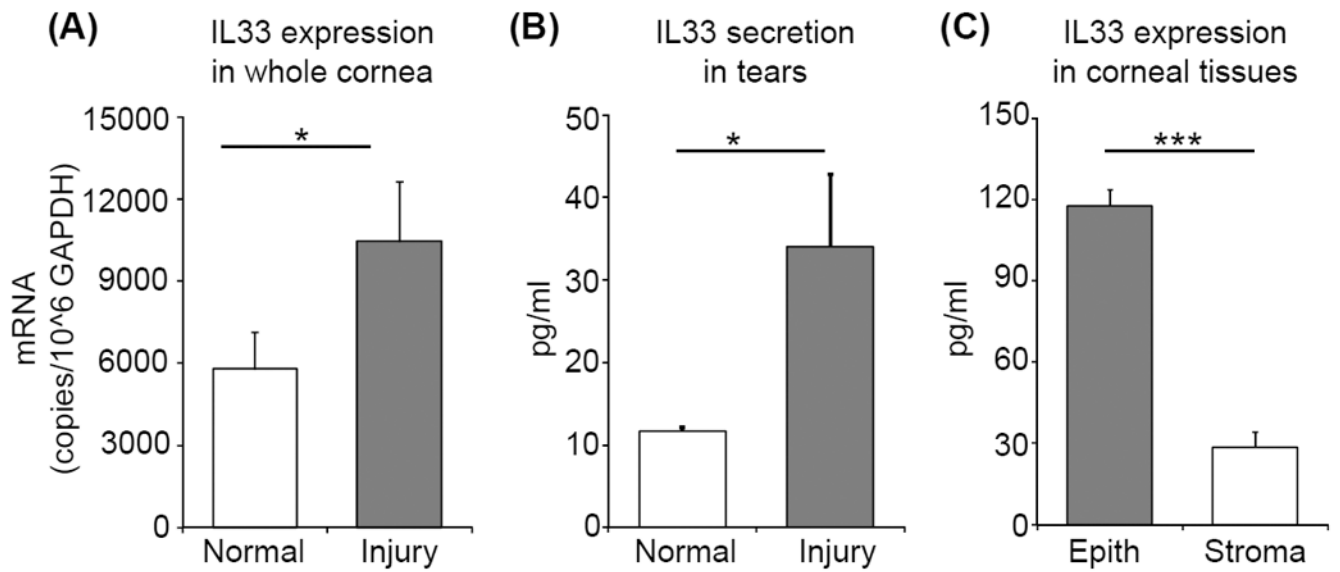 (A)
IL33 expression
in whole cornea
mRNA
(copies/10^6 GAPDH)
15000
12000
9000
6000
3000
0
*
Normal
Injury
(B)
IL33 secretion
in tears
pg/ml
50
40
30
20
10
0
*
Normal
Injury
(C)
IL33 expression
in corneal tissues
pg/ml
150
120
90
60
30
0
***
Epith
Stroma